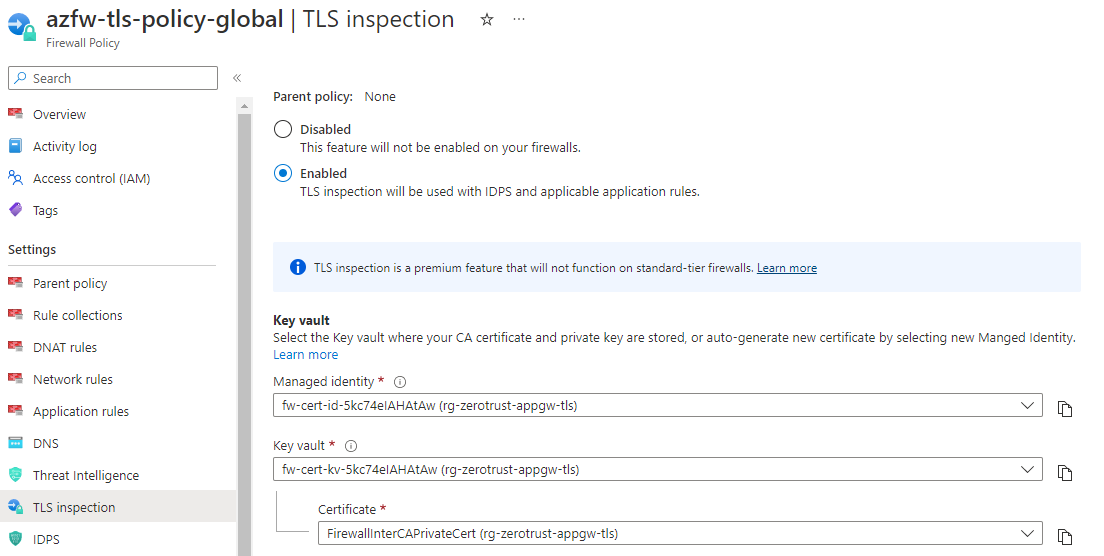 azfw-tls-policy-global | TLS inspection
Firewall Policy
Search
Overview
Activity log
Access control (IAM)
Tags
Settings
Parent policy
Rule collections
DNAT rules
Network rules
Application rules
DNS
Threat Intelligence
TLS inspection
IDPS
Parent policy: None
Disabled
This feature will not be enabled on your firewalls.
Enabled
TLS inspection will be used with IDPS and applicable application rules.
TLS inspection is a premium feature that will not function on standard-tier firewalls. Learn more
Key vault
Select the Key vault where your CA certificate and private key are stored, or auto-generate new certificate by selecting new Manged Identity.
Learn more
Managed identity *
fw-cert-id-5kc74eIAHAtAw (rg-zerotrust-appgw-tls)
Key vault *
fw-cert-kv-5kc74eIAHAtAw (rg-zerotrust-appgw-tls)
Certificate *
FirewallInterCAPrivateCert (rg-zerotrust-appgw-tls)